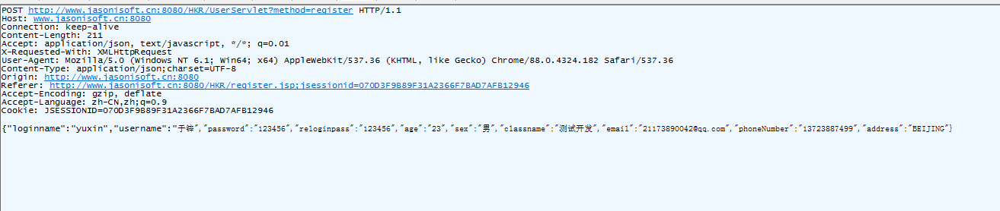 POST http://www.jasonisoft.cn:8080/HKR/UserServlet?method=register HTTP/1.1
Host: www.jasonisoft.cn:8080
Connection: keep-alive
Content-Length: 211
Accept: application/json, text/javascript, */*; q=0.01
X-Requested-With: XMLHttpRequest
User-Agent: Mozilla/5.0 (Windows NT 6.1; Win64; x64) AppleWebKit/537.36 (KHTML, like Gecko) Chrome/88.0.4324.182 Safari/537.36
Content-Type: application/json;charset=UTF-8
Origin: http://www.jasonisoft.cn:8080
Referer: http://www.jasonisoft.cn:8080/HKR/register.jsp;jsessionid=070D3F9B89F31A2366F7BAD7AFB12946
Accept-Encoding: gzip, deflate
Accept-Language: zh-CN,zh;q=0.9
Cookie: JSESSIONID=070D3F9B89F31A2366F7BAD7AFB12946
{"loginname":"yuxin","username":"于锌","password":"123456","reloginpass":"123456","age":"23","sex":"男","classname":"测试开发","email":"21173890042@qq.com","phoneNumber":"13723887499","address":"BEIJING"}